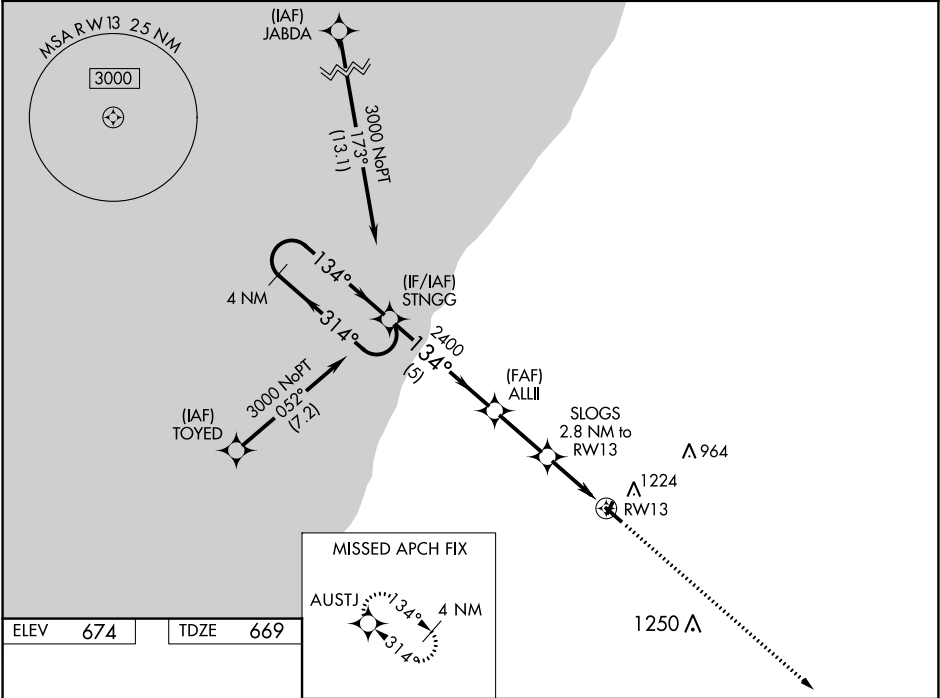 MSA RW13 25 NM
3000
(IAF)
JABDA
3000 NoPT
173°
(13.1)
134°
4 NM
314°
(IF/IAF)
STNGG
2400
134°
(5)
3000 NoPT
052°
(7.2)
(IAF)
TOYED
(FAF)
ALLII
SLOGS
2.8 NM to
RW13
964
1224
RW13
1250
MISSED APCH FIX
AUSTJ
134°
4 NM
314°
ELEV 674
TDZE 669